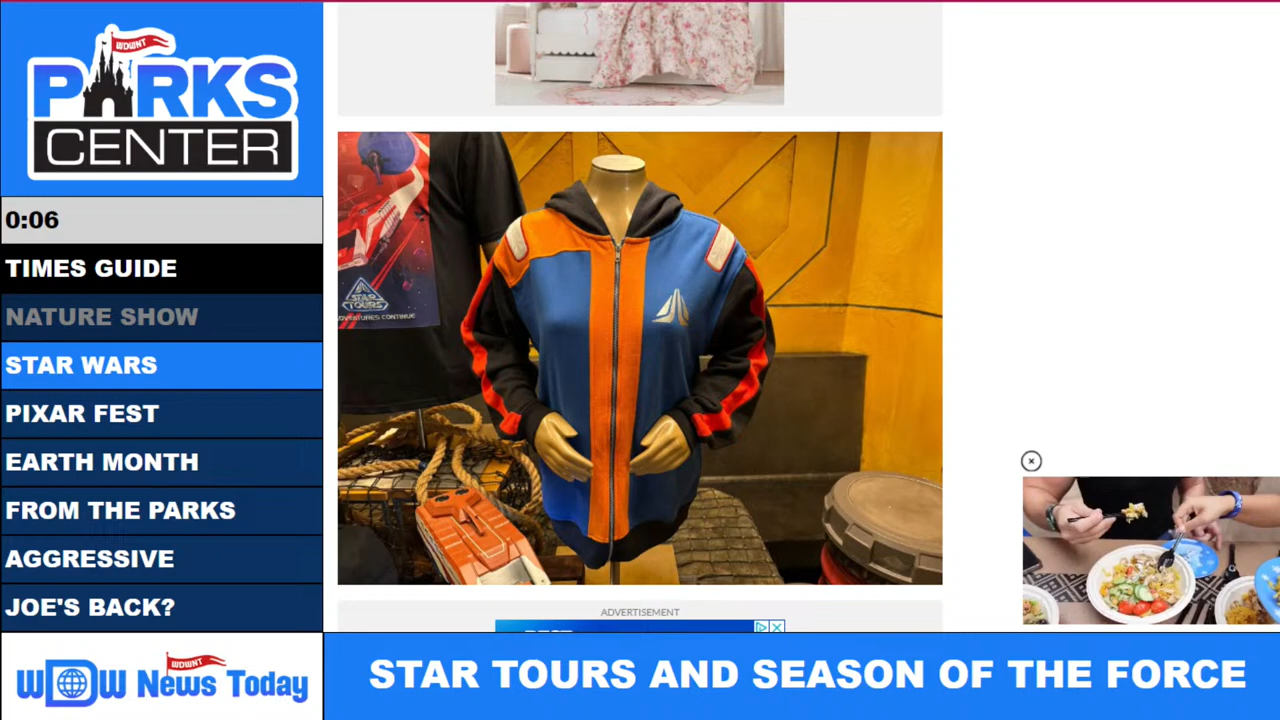 WDWNT
PARKS
CENTER
0:06
TIMES GUIDE
NATURE SHOW
STAR WARS
PIXAR FEST
EARTH MONTH
FROM THE PARKS
AGGRESSIVE
JOE'S BACK?
STAR
TOURS
ADVENTURES CONTINUE
ADVERTISEMENT
WDWNT
WDW News Today
STAR TOURS AND SEASON OF THE FORCE